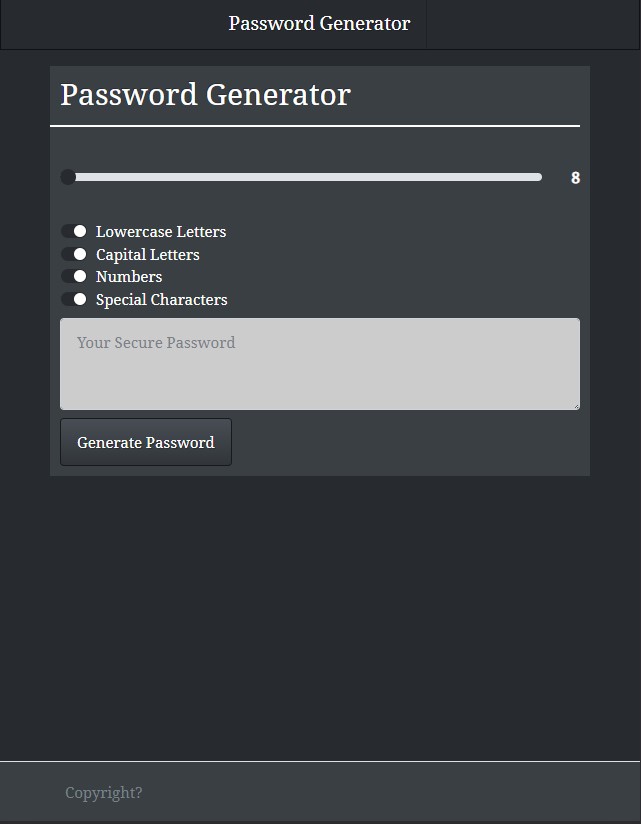 Password Generator
Password Generator
8
Lowercase Letters
Capital Letters
Numbers
Special Characters
Your Secure Password
Generate Password
Copyright?